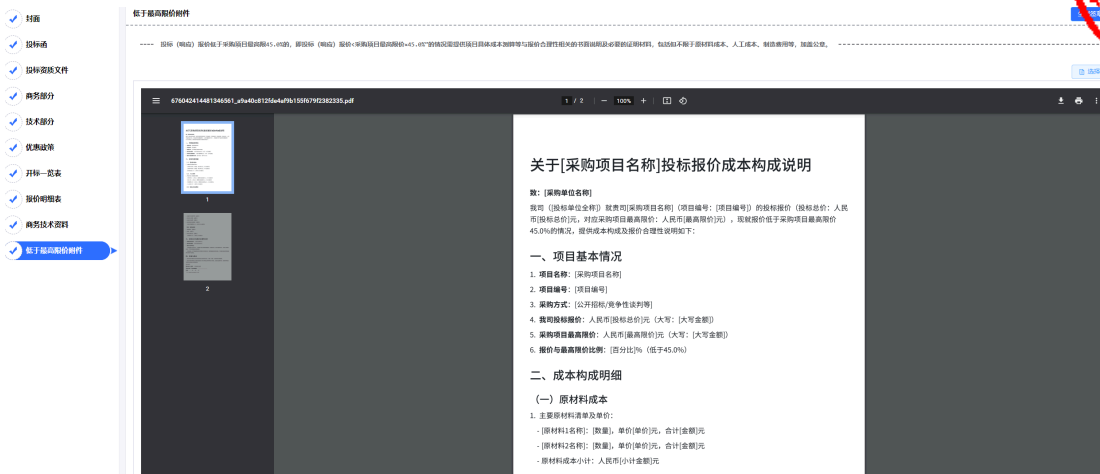 封面
投标函
投标资质文件
商务部分
技术部分
优惠政策
开标一览表
报价明细表
商务技术资料
低于最高限价附件
低于最高限价附件
投标（响应）报价低于采购项目最高限45.0%的，即投标（响应）报价<采购项目最高限价×45.0%"的情况需提供项目具体成本测算等与报价合理性相关的书面说明及必要的证明材料，包括但不限于原材料成本、人工成本、制造费用等，加盖公章。
选择
676042414481346561_a9a40c812fde4af9b155f679f2382335.pdf
1 / 2
100%
1
2
关于[采购项目名称]投标报价成本构成说明
致：[采购单位名称]
我司（[投标单位全称]）就贵司[采购项目名称]（项目编号：[项目编号]）的投标报价（投标总价：人民
币[投标总价]元，对应采购项目最高限价：人民币[最高限价]元），现就报价低于采购项目最高限价
45.0%的情况，提供成本构成及报价合理性说明如下：
一、项目基本情况
1. 项目名称：[采购项目名称]
2. 项目编号：[项目编号]
3. 采购方式：[公开招标/竞争性谈判等]
4. 我司投标报价：人民币[投标总价]元（大写：[大写金额]）
5. 采购项目最高限价：人民币[最高限价]元（大写：[大写金额]）
6. 报价与最高限价比例：[百分比]%（低于45.0%）
二、成本构成明细
（一）原材料成本
1. 主要原材料清单及单价：
- [原材料1名称]：[数量]，单价[单价]元，合计[金额]元
- [原材料2名称]：[数量]，单价[单价]元，合计[金额]元
- 原材料成本小计：人民币[小计金额]元